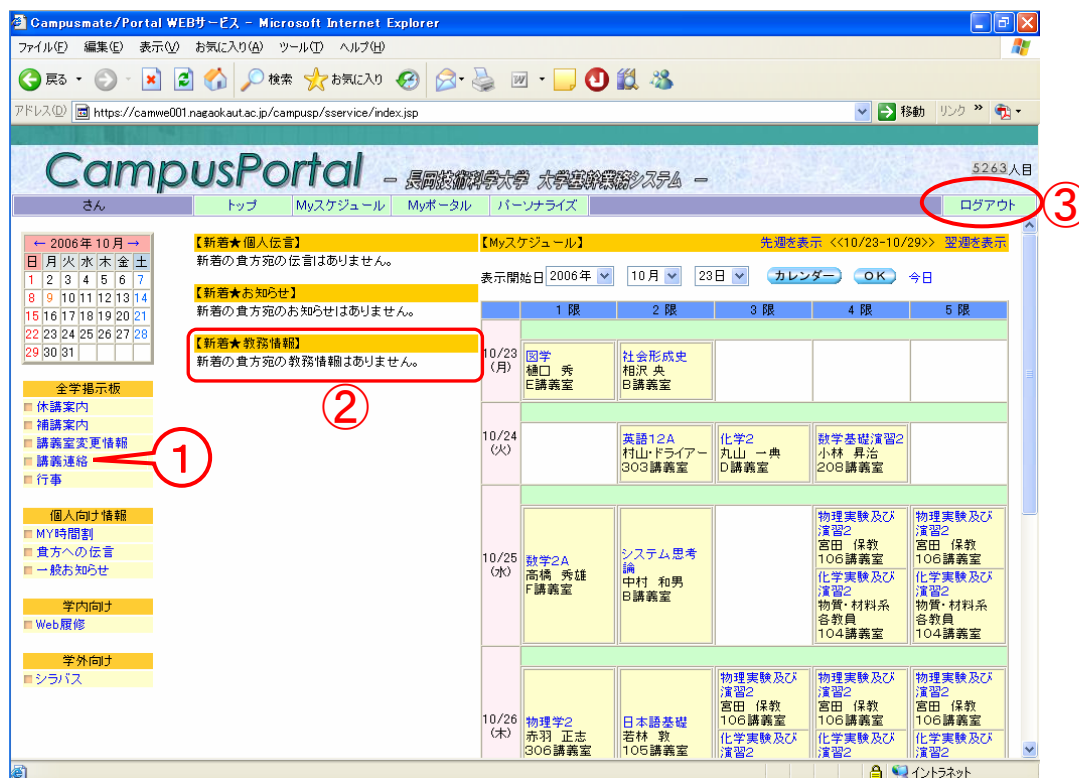 Campusmate/Portal WEBサービス - Microsoft Internet Explorer
ファイル(F) 編集(E) 表示(V) お気に入り(A) ツール(T) ヘルプ(H)
戻る 検索 お気に入り
アドレス(D) https://camwe001.nagaokaut.ac.jp/campusp/sservice/index.jsp 移動 リンク »
CampusPortal - 長岡技術科学大学 大学基幹業務システム -
5263人目
さん トップ Myスケジュール Myポータル パーソナライズ ログアウト
③
← 2006年10月 →
日 月 火 水 木 金 土
1 2 3 4 5 6 7
8 9 10 11 12 13 14
15 16 17 18 19 20 21
22 23 24 25 26 27 28
29 30 31
全学掲示板
休講案内
補講案内
講義室変更情報
講義連絡
行事
①
個人向け情報
MY時間割
貴方への伝言
一般お知らせ
学内向け
Web履修
学外向け
シラバス
【新着★個人伝言】
新着の貴方宛の伝言はありません。
【新着★お知らせ】
新着の貴方宛のお知らせはありません。
【新着★教務情報】
新着の貴方宛の教務情報はありません。
②
【Myスケジュール】 先週を表示 <<10/23-10/29>> 翌週を表示
表示開始日 2006年 10月 23日 カレンダー OK 今日
1 限 2 限 3 限 4 限 5 限
10/23
(月)
図学
樋口 秀
E講義室
社会形成史
相沢 央
B講義室
10/24
(火)
英語12A
村山・ドライアー
303講義室
化学2
丸山 一典
D講義室
数学基礎演習2
小林 昇治
208講義室
10/25
(水)
数学2A
高橋 秀雄
F講義室
システム思考
論
中村 和男
B講義室
物理実験及び
演習2
宮田 保教
106講義室
化学実験及び
演習2
物質・材料系
各教員
104講義室
物理実験及び
演習2
宮田 保教
106講義室
化学実験及び
演習2
物質・材料系
各教員
104講義室
10/26
(木)
物理学2
赤羽 正志
306講義室
日本語基礎
若林 敦
105講義室
物理実験及び
演習2
宮田 保教
106講義室
化学実験及び
演習2
物理実験及び
演習2
宮田 保教
106講義室
化学実験及び
演習2
物理実験及び
演習2
宮田 保教
106講義室
化学実験及び
演習2
イントラネット